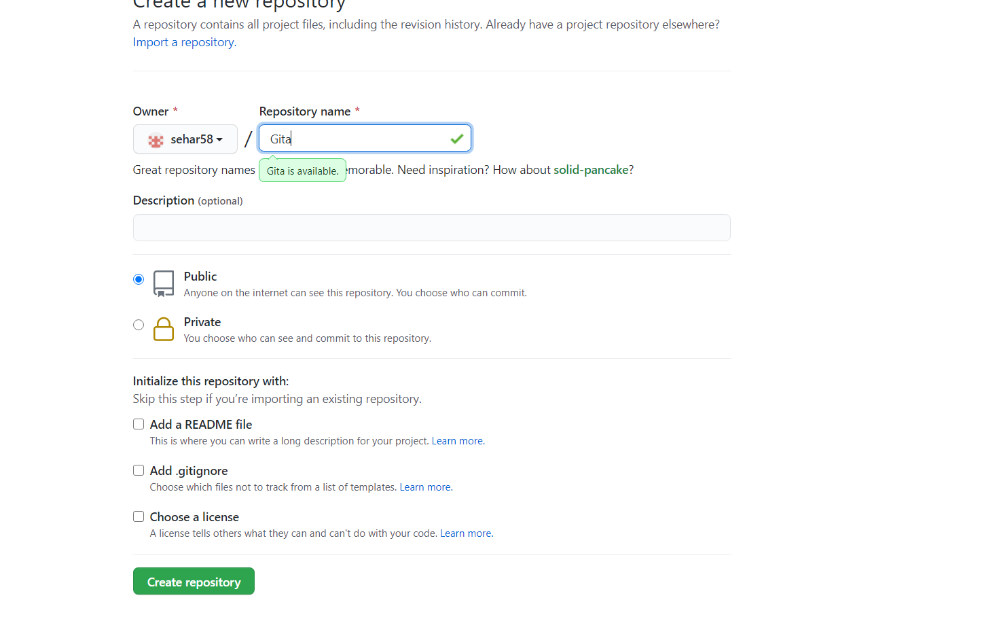 Create a new repository
A repository contains all project files, including the revision history. Already have a project repository elsewhere?
Import a repository.
Owner *
Repository name *
sehar58
/
Gita
Great repository names
Gita is available.
emorable. Need inspiration? How about solid-pancake?
Description (optional)
Public
Anyone on the internet can see this repository. You choose who can commit.
Private
You choose who can see and commit to this repository.
Initialize this repository with:
Skip this step if you’re importing an existing repository.
Add a README file
This is where you can write a long description for your project. Learn more.
Add .gitignore
Choose which files not to track from a list of templates. Learn more.
Choose a license
A license tells others what they can and can't do with your code. Learn more.
Create repository